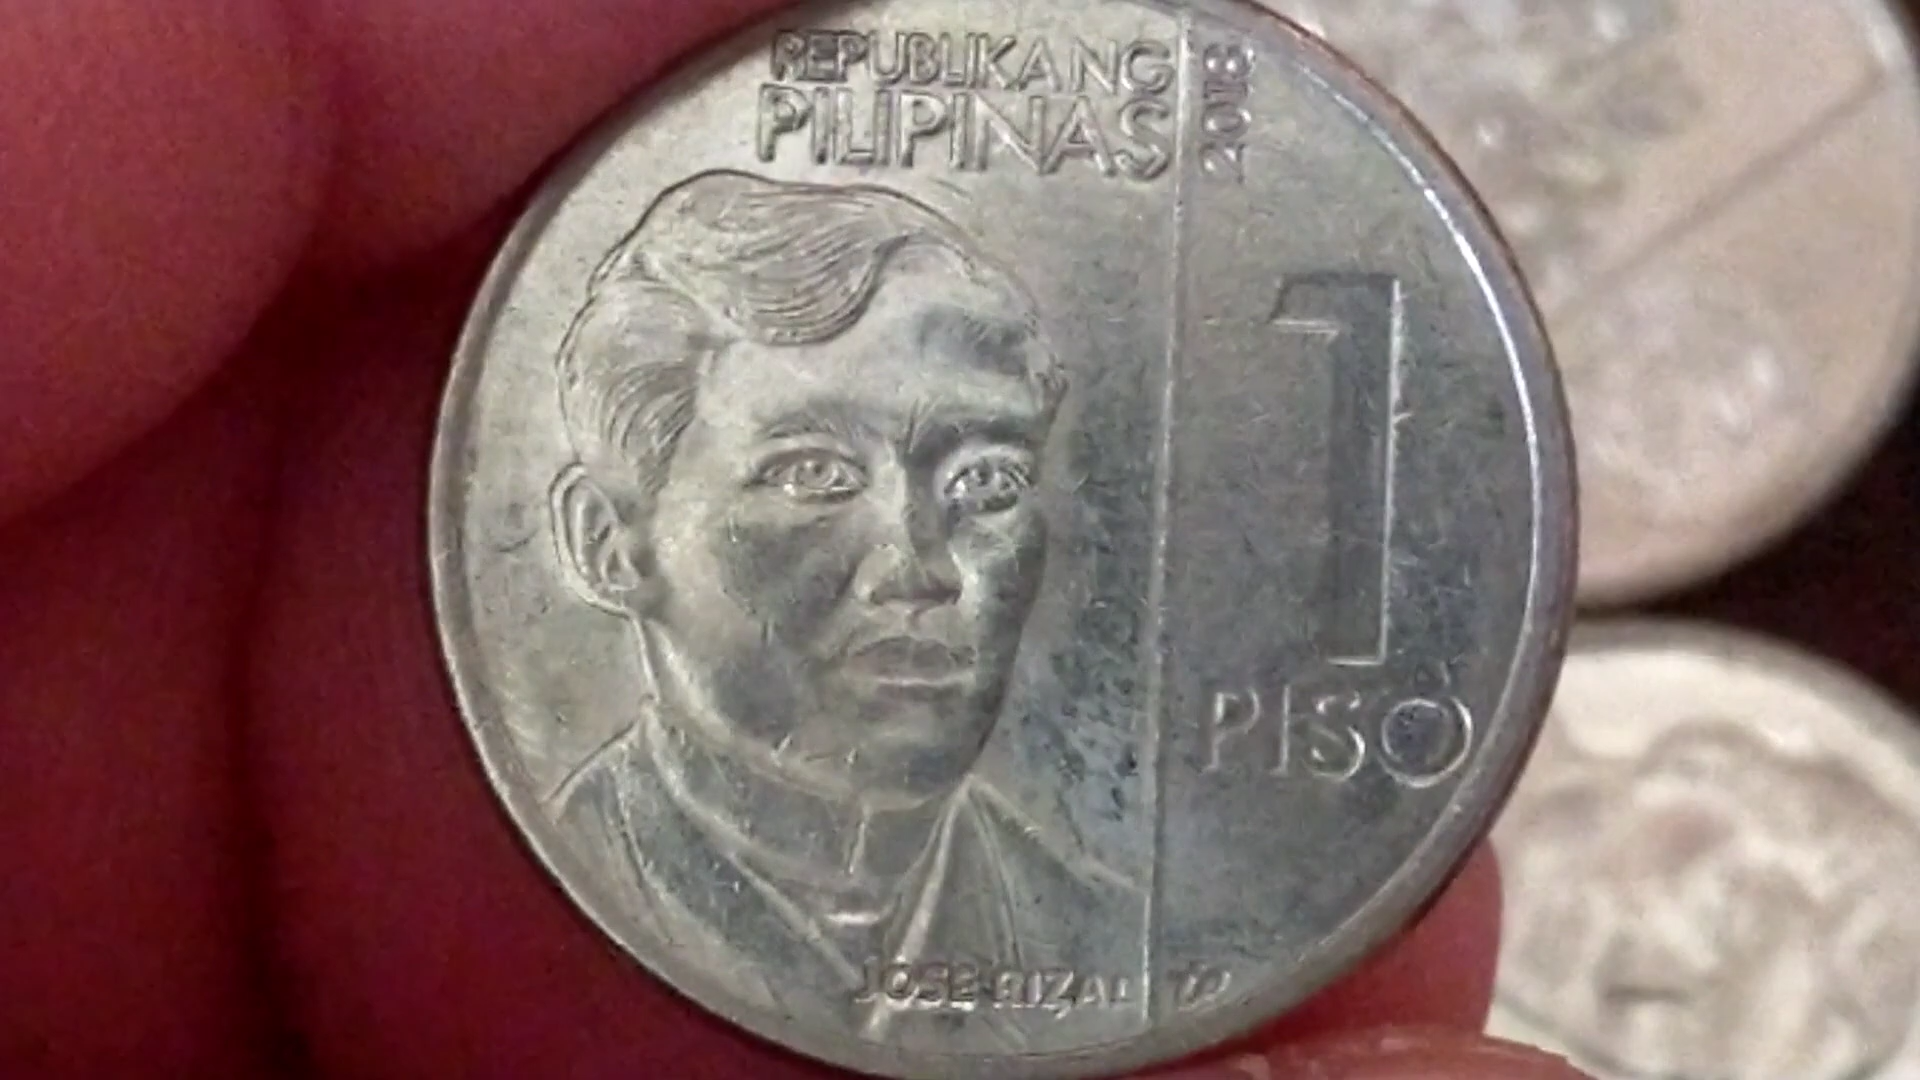 REPUBLIKA NG
PILIPINAS
2018
1
PISO
JOSE RIZAL